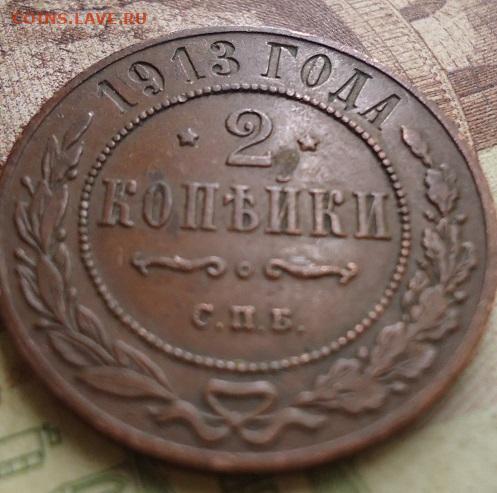 COINS.LAVE.RU
1913 ГОДА
* 2 *
КОПѢЙКИ
С.П.Б.